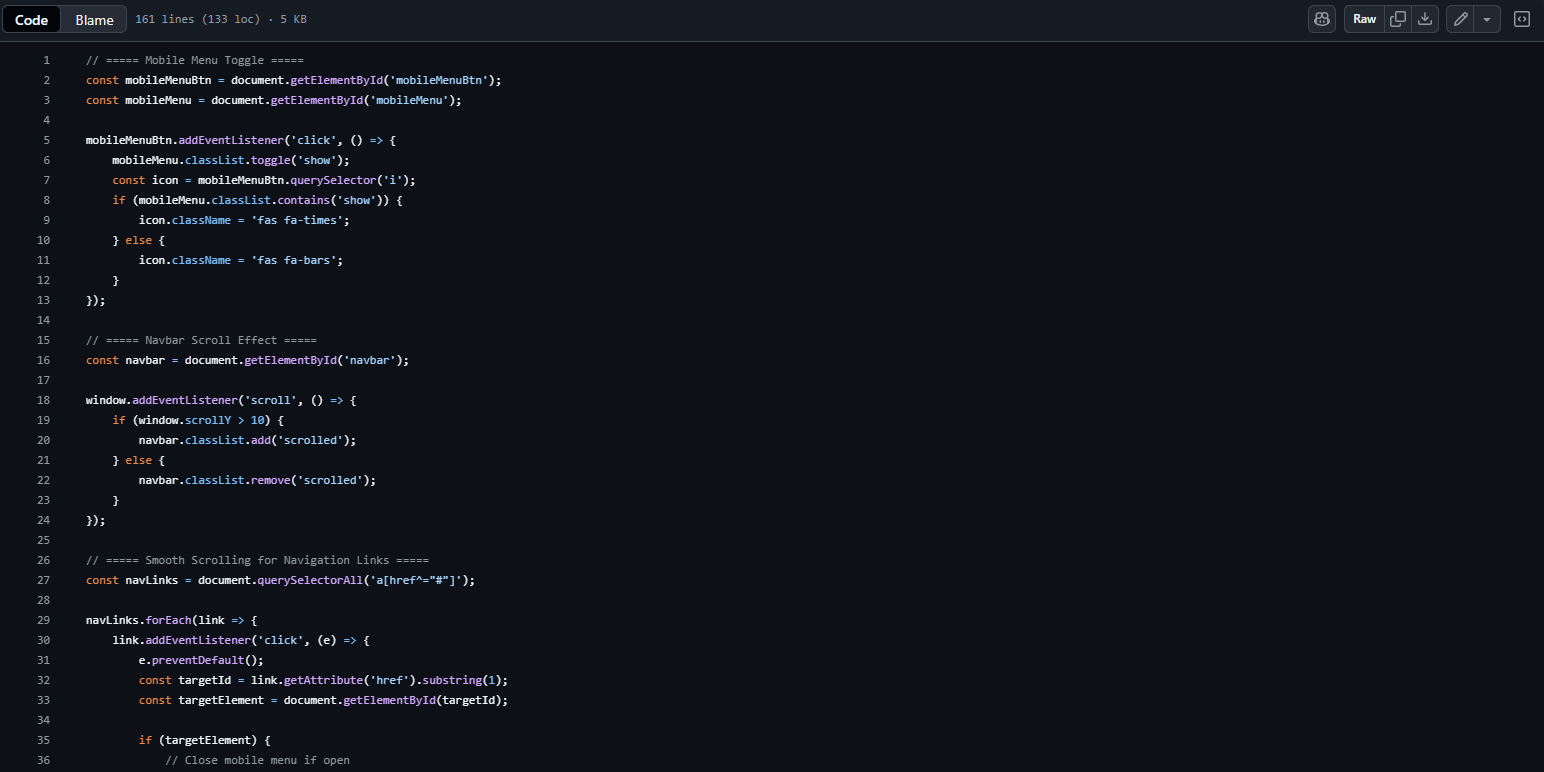 Code Blame 161 lines (133 loc) · 5 KB Raw
1 // ===== Mobile Menu Toggle =====
2 const mobileMenuBtn = document.getElementById('mobileMenuBtn');
3 const mobileMenu = document.getElementById('mobileMenu');
4
5 mobileMenuBtn.addEventListener('click', () => {
6     mobileMenu.classList.toggle('show');
7     const icon = mobileMenuBtn.querySelector('i');
8     if (mobileMenu.classList.contains('show')) {
9         icon.className = 'fas fa-times';
10     } else {
11         icon.className = 'fas fa-bars';
12     }
13 });
14
15 // ===== Navbar Scroll Effect =====
16 const navbar = document.getElementById('navbar');
17
18 window.addEventListener('scroll', () => {
19     if (window.scrollY > 10) {
20         navbar.classList.add('scrolled');
21     } else {
22         navbar.classList.remove('scrolled');
23     }
24 });
25
26 // ===== Smooth Scrolling for Navigation Links =====
27 const navLinks = document.querySelectorAll('a[href^="#"]');
28
29 navLinks.forEach(link => {
30     link.addEventListener('click', (e) => {
31         e.preventDefault();
32         const targetId = link.getAttribute('href').substring(1);
33         const targetElement = document.getElementById(targetId);
34
35         if (targetElement) {
36             // Close mobile menu if open